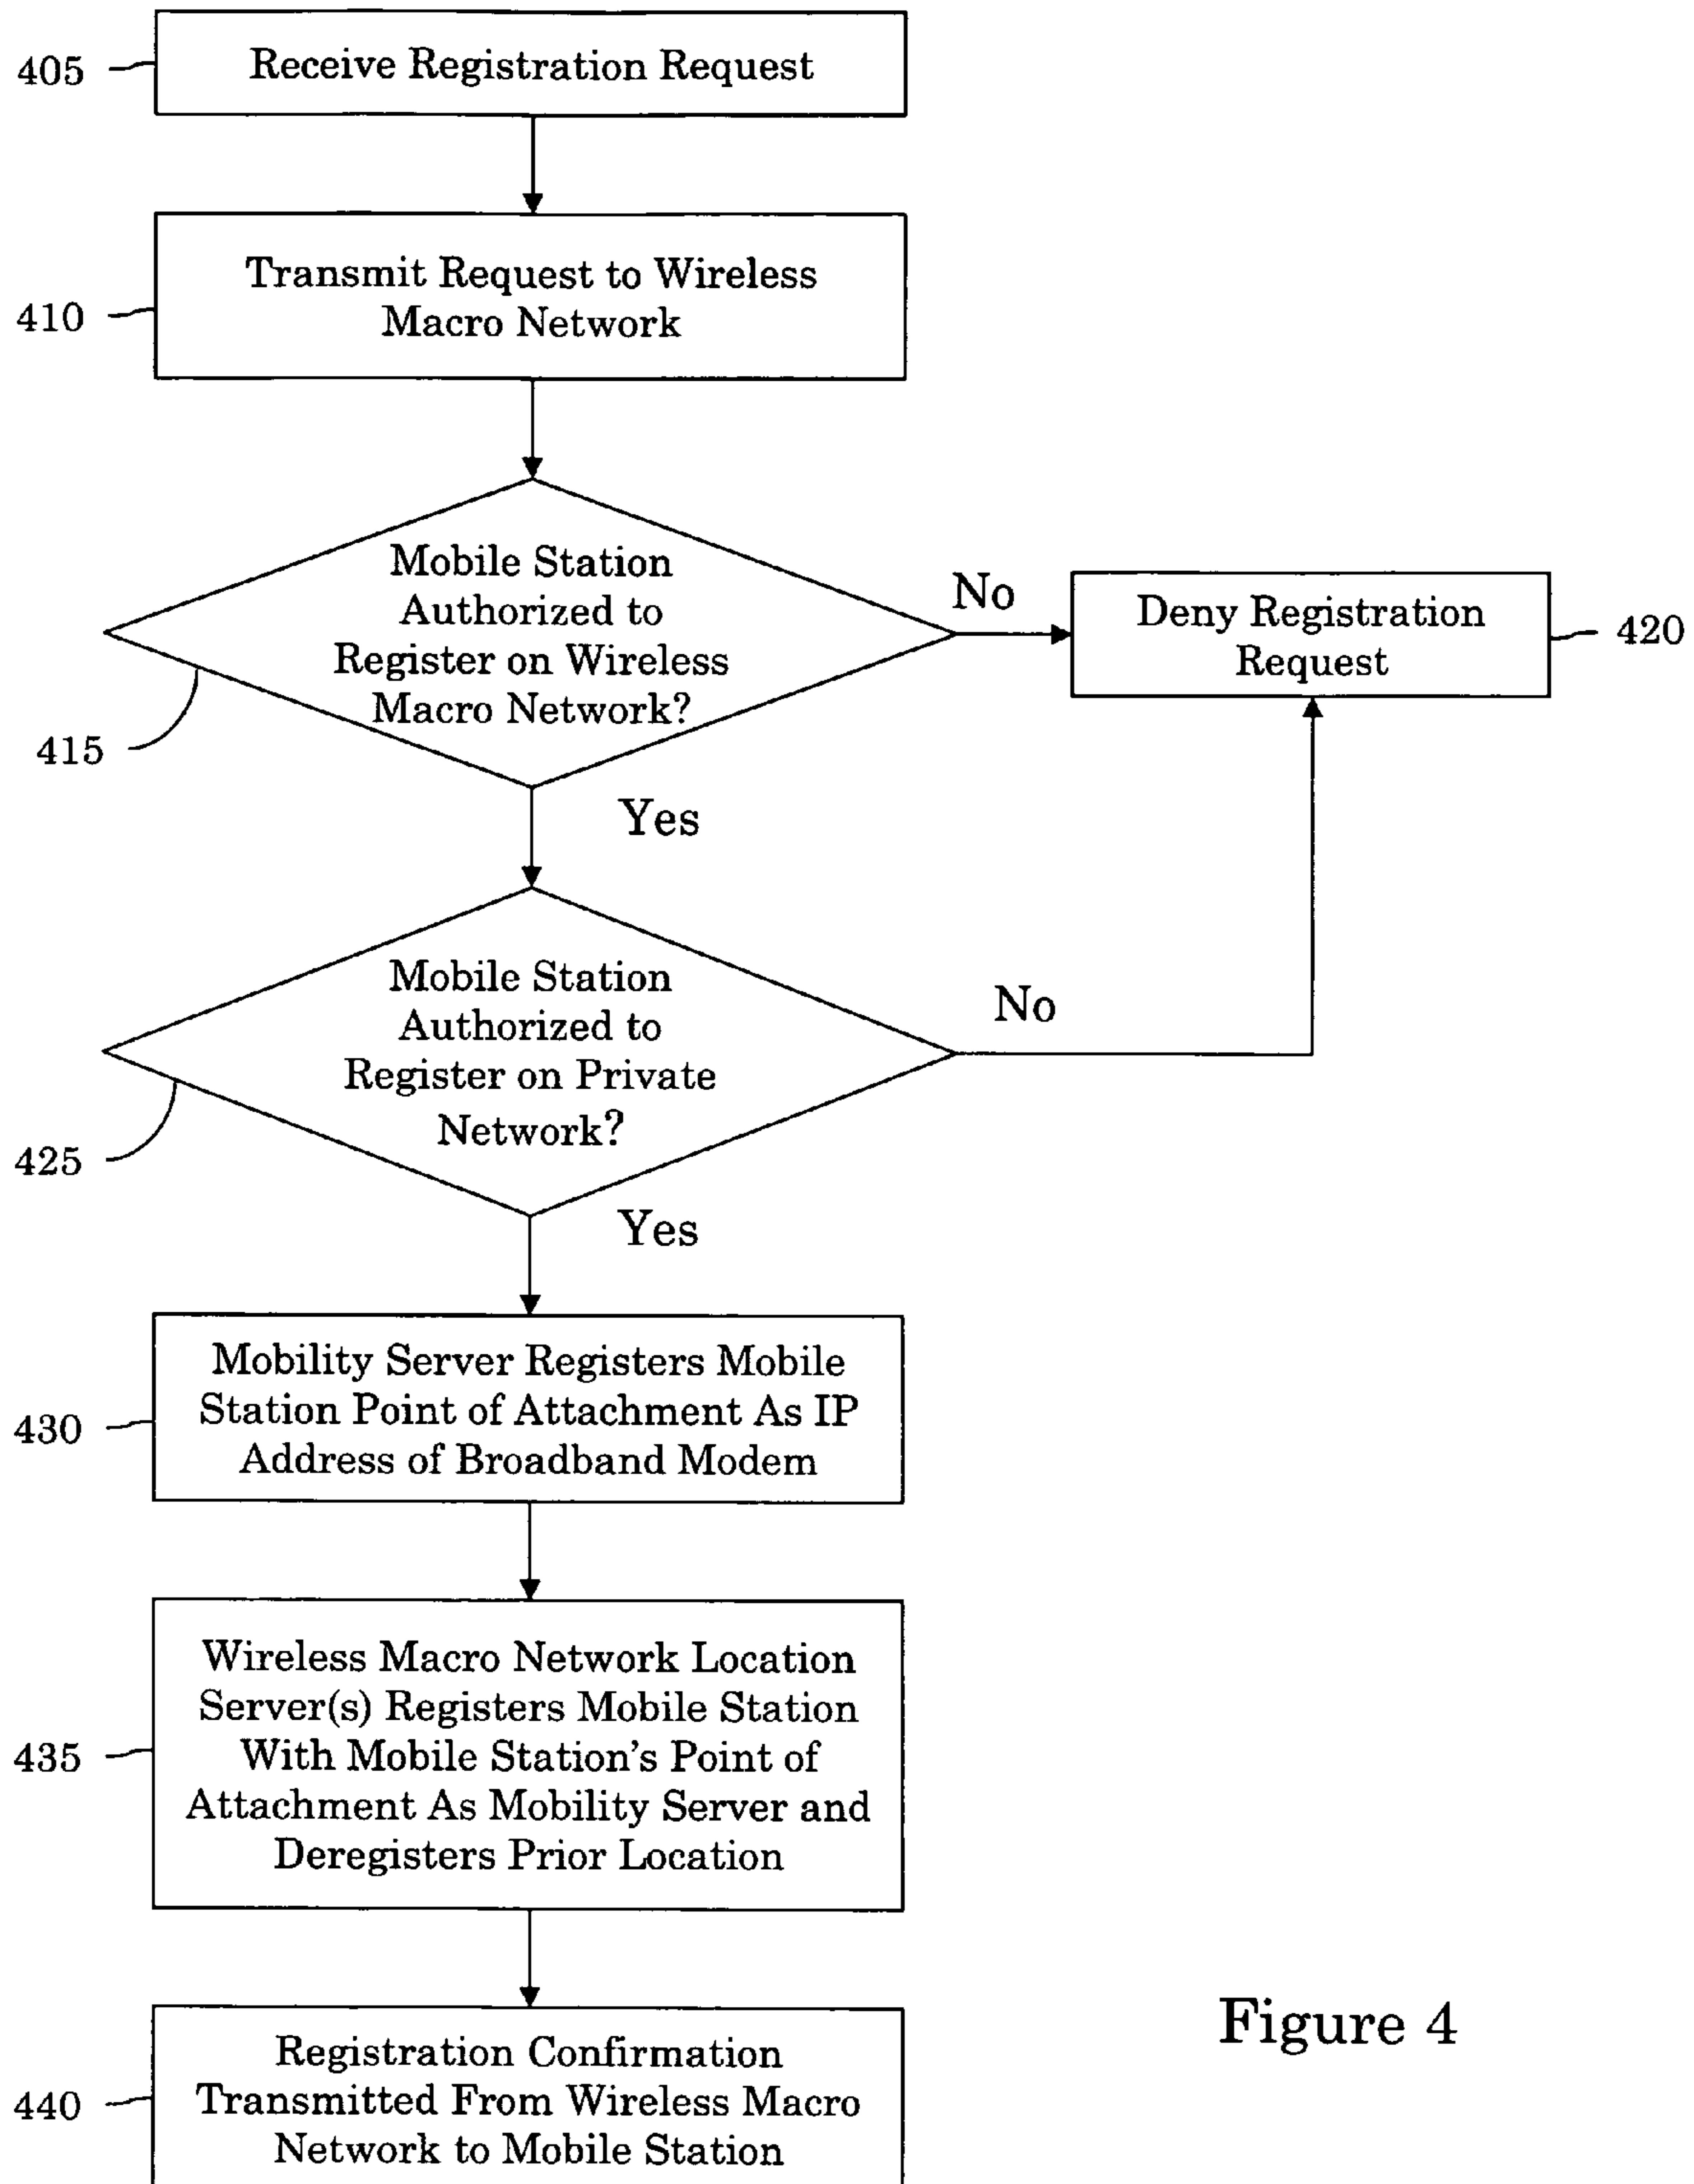 405
Receive Registration Request
410
Transmit Request to Wireless
Macro Network
Mobile Station
Authorized to
Register on Wireless
Macro Network?
415
No
Deny Registration
Request
420
Yes
Mobile Station
Authorized to
Register on Private
Network?
425
No
Yes
430
Mobility Server Registers Mobile
Station Point of Attachment As IP
Address of Broadband Modem
435
Wireless Macro Network Location
Server(s) Registers Mobile Station
With Mobile Station's Point of
Attachment As Mobility Server and
Deregisters Prior Location
440
Registration Confirmation
Transmitted From Wireless Macro
Network to Mobile Station
Figure 4